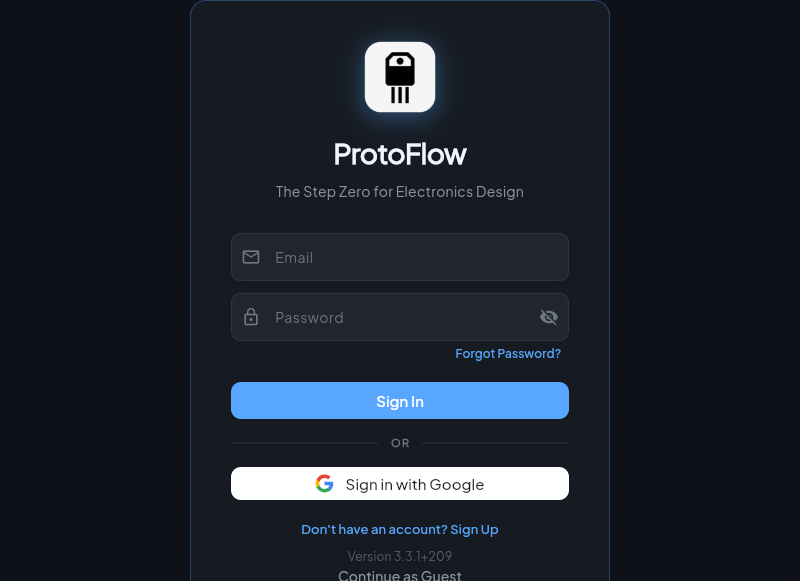 ProtoFlow
The Step Zero for Electronics Design
Email
Password
Forgot Password?
Sign In
OR
Sign in with Google
Don't have an account? Sign Up
Version 3.3.1+209
Continue as Guest